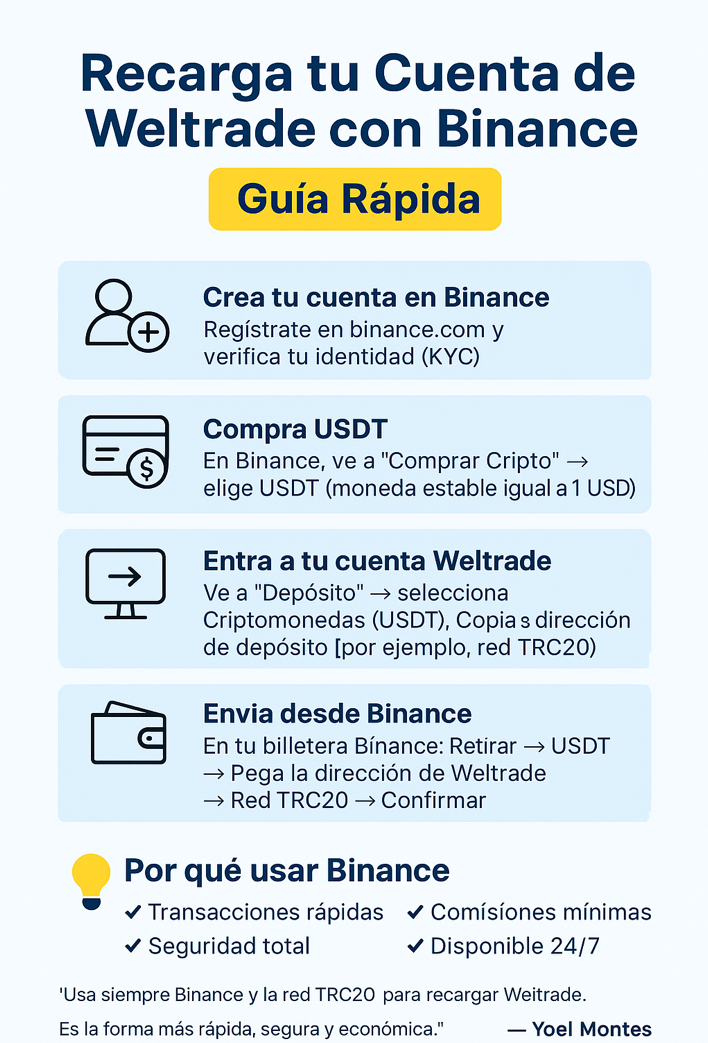 Recarga tu Cuenta de
Weltrade con Binance
Guía Rápida
Crea tu cuenta en Binance
Regístrate en binance.com y
verifica tu identidad (KYC)
$
Compra USDT
En Binance, ve a "Comprar Cripto" →
elige USDT (moneda estable igual a 1 USD)
Entra a tu cuenta Weltrade
Ve a "Depósito" → selecciona
Criptomonedas (USDT), Copia s dirección
de depósito [por ejemplo, red TRC20)
Envia desde Binance
En tu billetera Bínance: Retirar → USDT
→ Pega la dirección de Weltrade
→ Red TRC20 → Confirmar
Por qué usar Binance
✔ Transacciones rápidas ✔ Comísíones mínimas
✔ Seguridad total ✔ Disponible 24/7
'Usa siempre Binance y la red TRC20 para recargar Weitrade.
Es la forma más rápida, segura y económica." — Yoel Montes